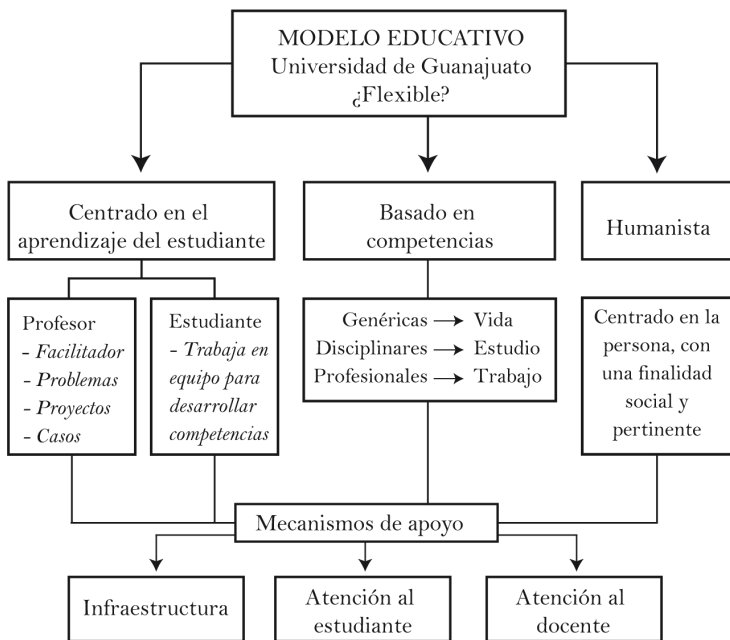 MODELO EDUCATIVO
Universidad de Guanajuato
¿Flexible?
Centrado en el
aprendizaje del estudiante
Basado en
competencias
Humanista
Profesor
- Facilitador
- Problemas
- Proyectos
- Casos
Estudiante
- Trabaja en
equipo para
desarrollar
competencias
Genéricas → Vida
Disciplinares → Estudio
Profesionales → Trabajo
Centrado en la
persona, con
una finalidad
social y
pertinente
Mecanismos de apoyo
Infraestructura
Atención al
estudiante
Atención al
docente